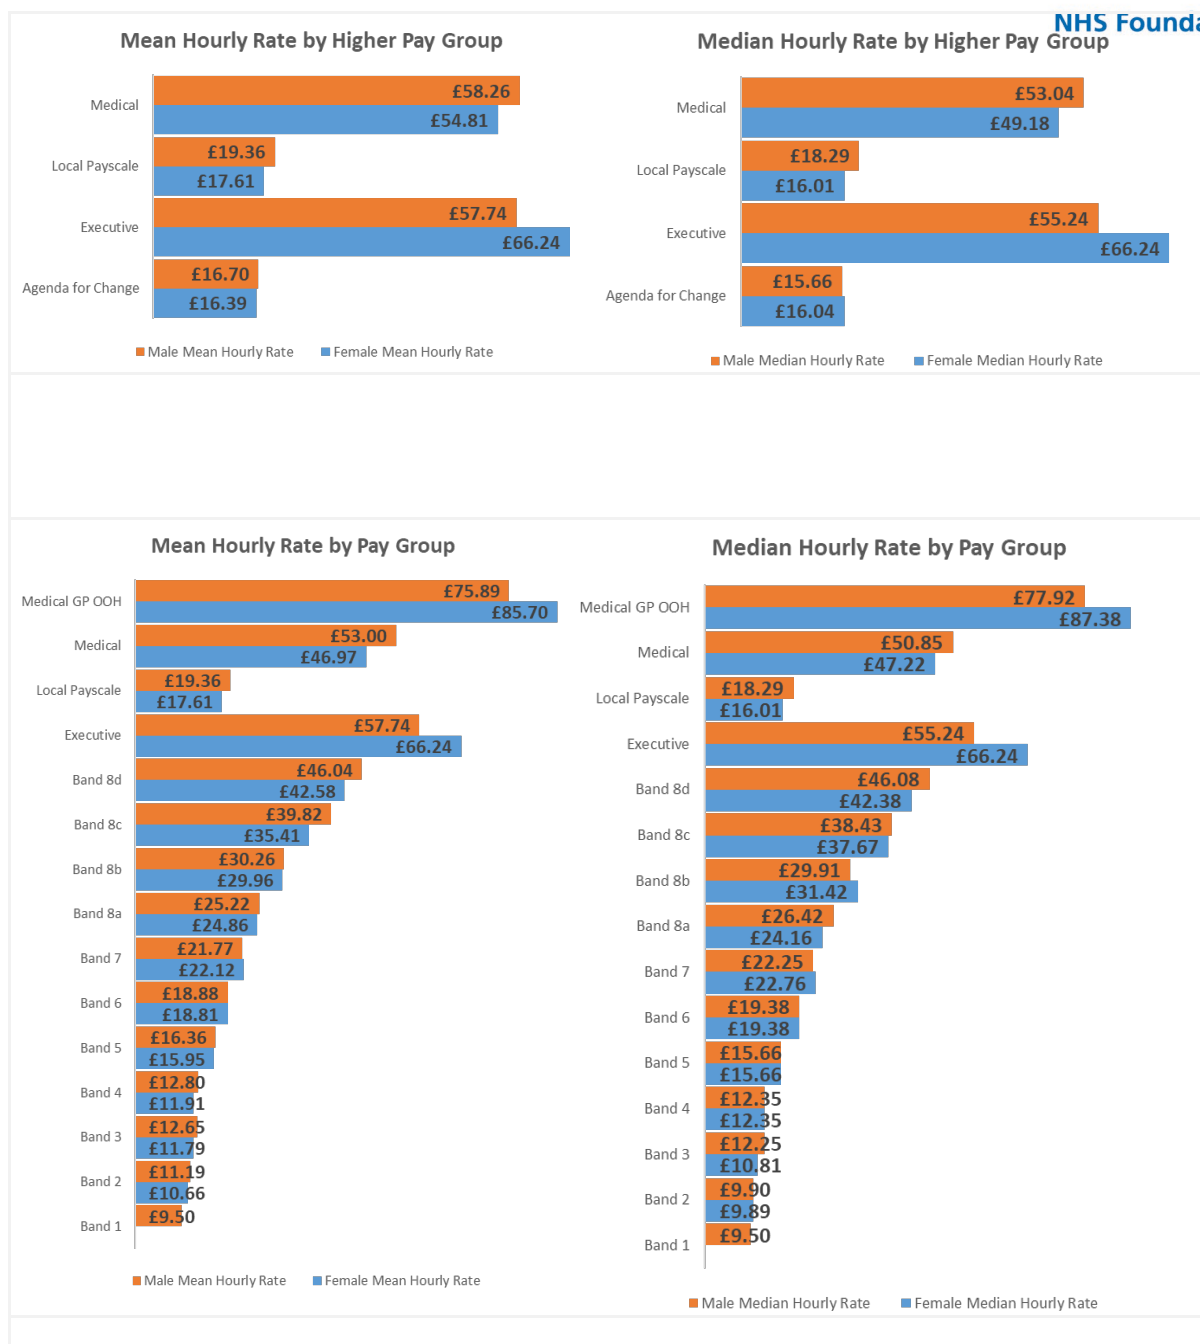 NHS Founda
Mean Hourly Rate by Higher Pay Group
Medical
£58.26
£54.81
Local Payscale
£19.36
£17.61
Executive
£57.74
£66.24
Agenda for Change
£16.70
£16.39
Male Mean Hourly Rate Female Mean Hourly Rate
Median Hourly Rate by Higher Pay Group
Medical
£53.04
£49.18
Local Payscale
£18.29
£16.01
Executive
£55.24
£66.24
Agenda for Change
£15.66
£16.04
Male Median Hourly Rate Female Median Hourly Rate
Mean Hourly Rate by Pay Group
Medical GP OOH
£75.89
£85.70
Medical
£53.00
£46.97
Local Payscale
£19.36
£17.61
Executive
£57.74
£66.24
Band 8d
£46.04
£42.58
Band 8c
£39.82
£35.41
Band 8b
£30.26
£29.96
Band 8a
£25.22
£24.86
Band 7
£21.77
£22.12
Band 6
£18.88
£18.81
Band 5
£16.36
£15.95
Band 4
£12.80
£11.91
Band 3
£12.65
£11.79
Band 2
£11.19
£10.66
Band 1
£9.50
Male Mean Hourly Rate Female Mean Hourly Rate
Median Hourly Rate by Pay Group
Medical GP OOH
£77.92
£87.38
Medical
£50.85
£47.22
Local Payscale
£18.29
£16.01
Executive
£55.24
£66.24
Band 8d
£46.08
£42.38
Band 8c
£38.43
£37.67
Band 8b
£29.91
£31.42
Band 8a
£26.42
£24.16
Band 7
£22.25
£22.76
Band 6
£19.38
£19.38
Band 5
£15.66
£15.66
Band 4
£12.35
£12.35
Band 3
£12.25
£10.81
Band 2
£9.90
£9.89
Band 1
£9.50
Male Median Hourly Rate Female Median Hourly Rate